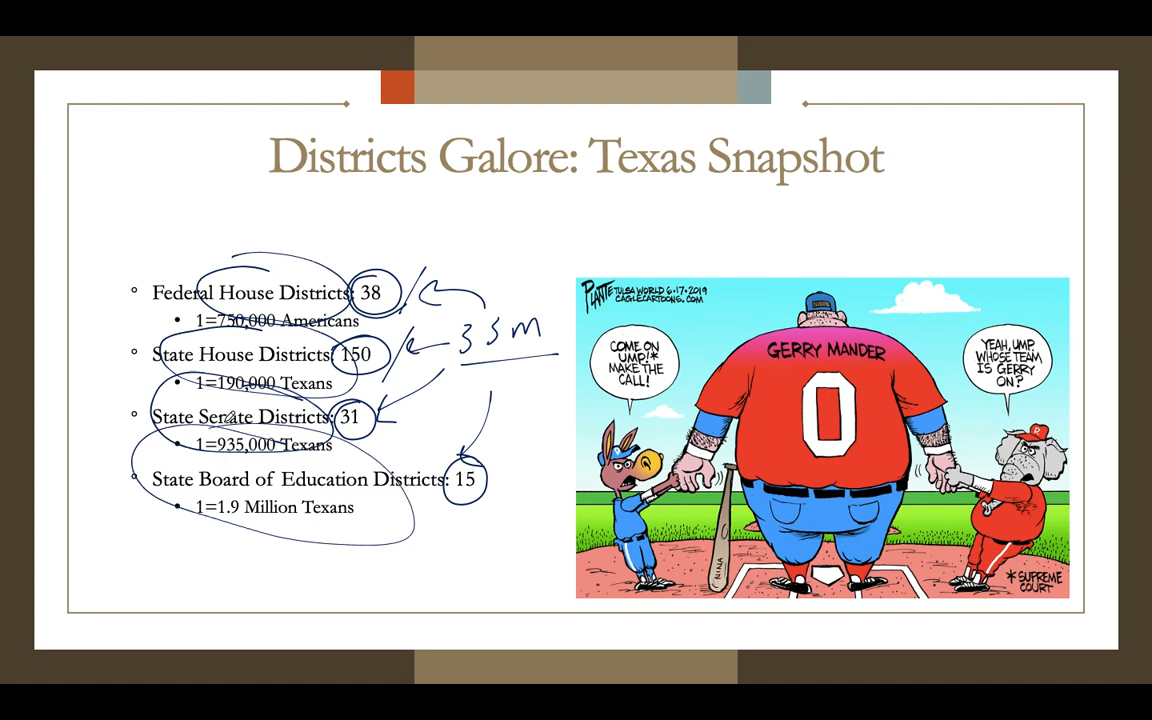 Districts Galore: Texas Snapshot
Federal House Districts: 38
1=750,000 Americans
State House Districts: 150
1=190,000 Texans
State Senate Districts: 31
1=935,000 Texans
State Board of Education Districts: 15
1=1.9 Million Texans
33M
PLANTE TULSA WORLD 6.17.2019
CAGLECARTOONS.COM
COME ON
UMP!*
MAKE THE
CALL!
GERRY MANDER
0
YEAH, UMP.
WHOSE TEAM
IS GERRY
ON?
R
NINA
*SUPREME
COURT